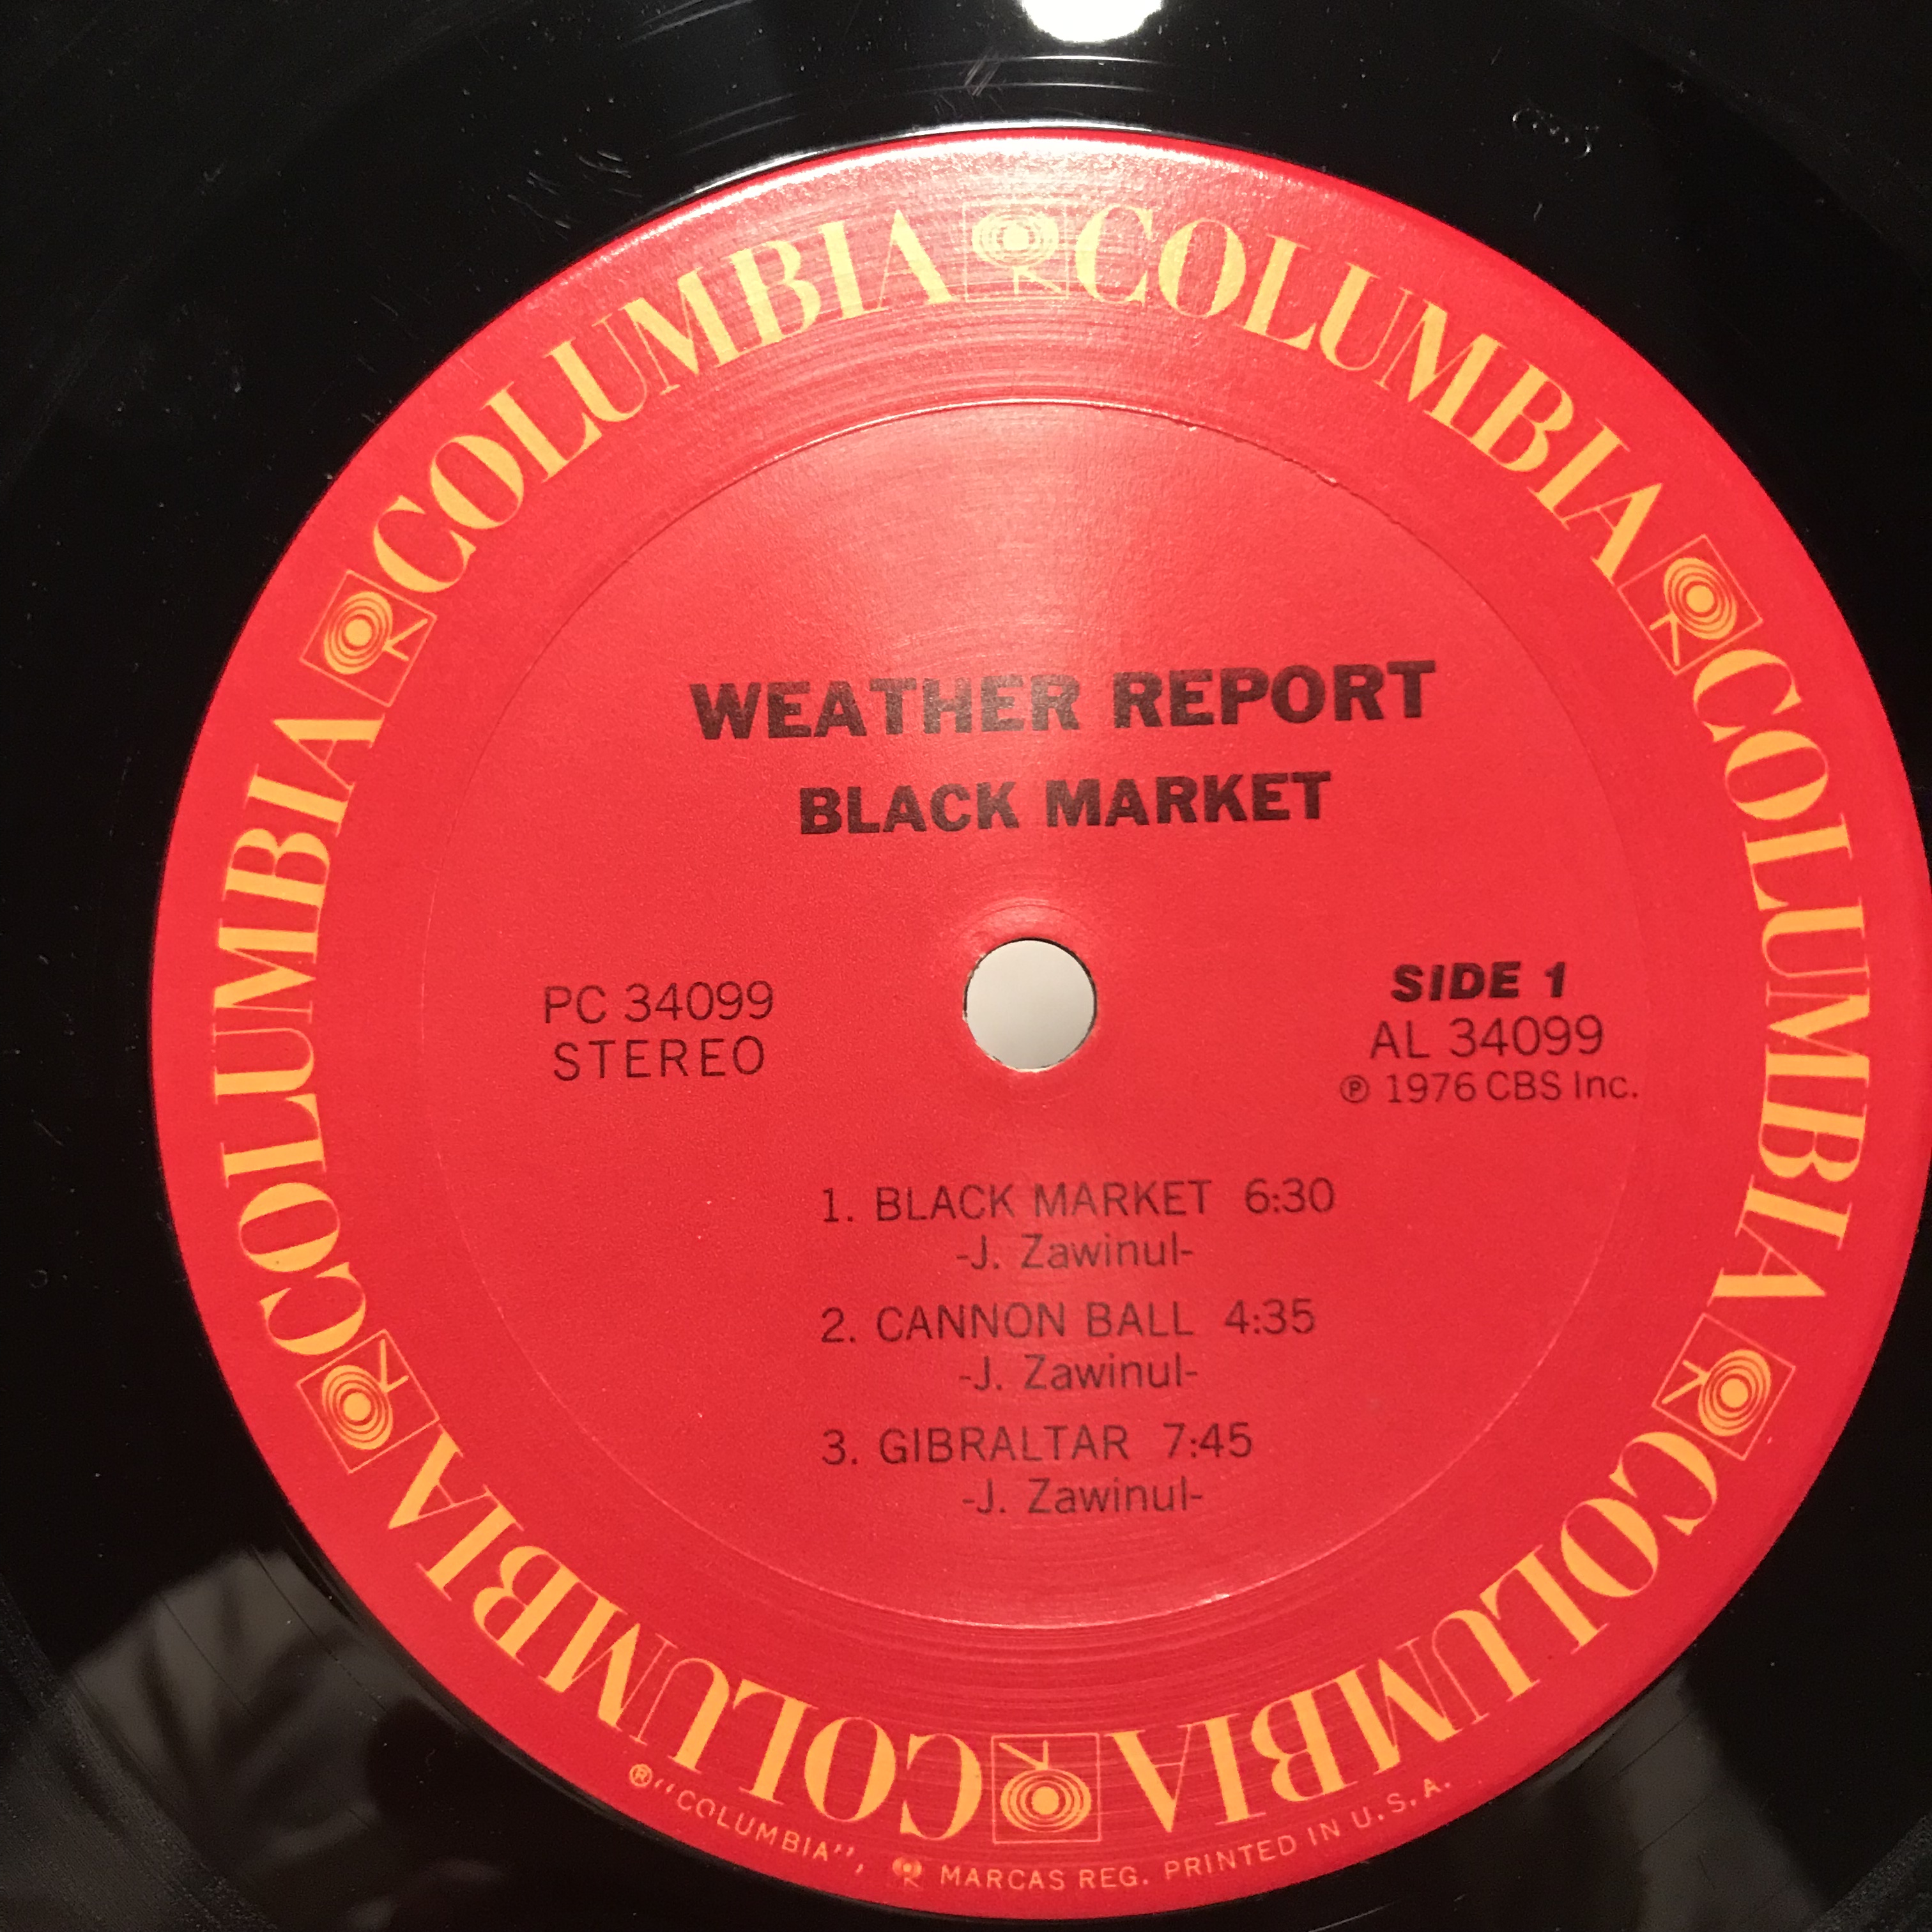 COLUMBIA COLUMBIA COLUMBIA COLUMBIA COLUMBIA COLUMBIA
WEATHER REPORT
BLACK MARKET
PC 34099
STEREO
SIDE 1
AL 34099
℗ 1976 CBS Inc.
1. BLACK MARKET 6:30
-J. Zawinul-
2. CANNON BALL 4:35
-J. Zawinul-
3. GIBRALTAR 7:45
-J. Zawinul-
® "COLUMBIA", MARCAS REG. PRINTED IN U.S.A.